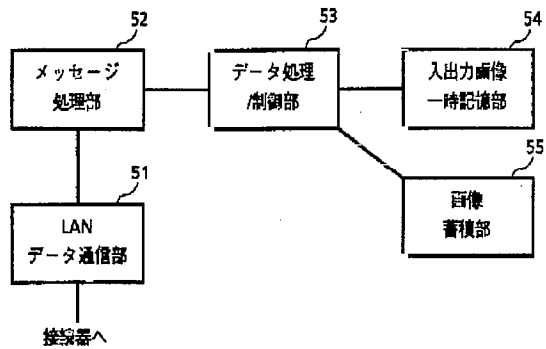 52
メッセージ
処理部
53
データ処理
/制御部
54
入出力画像
一時記憶部
51
LAN
データ通信部
55
画像
蓄積部
接線器へ